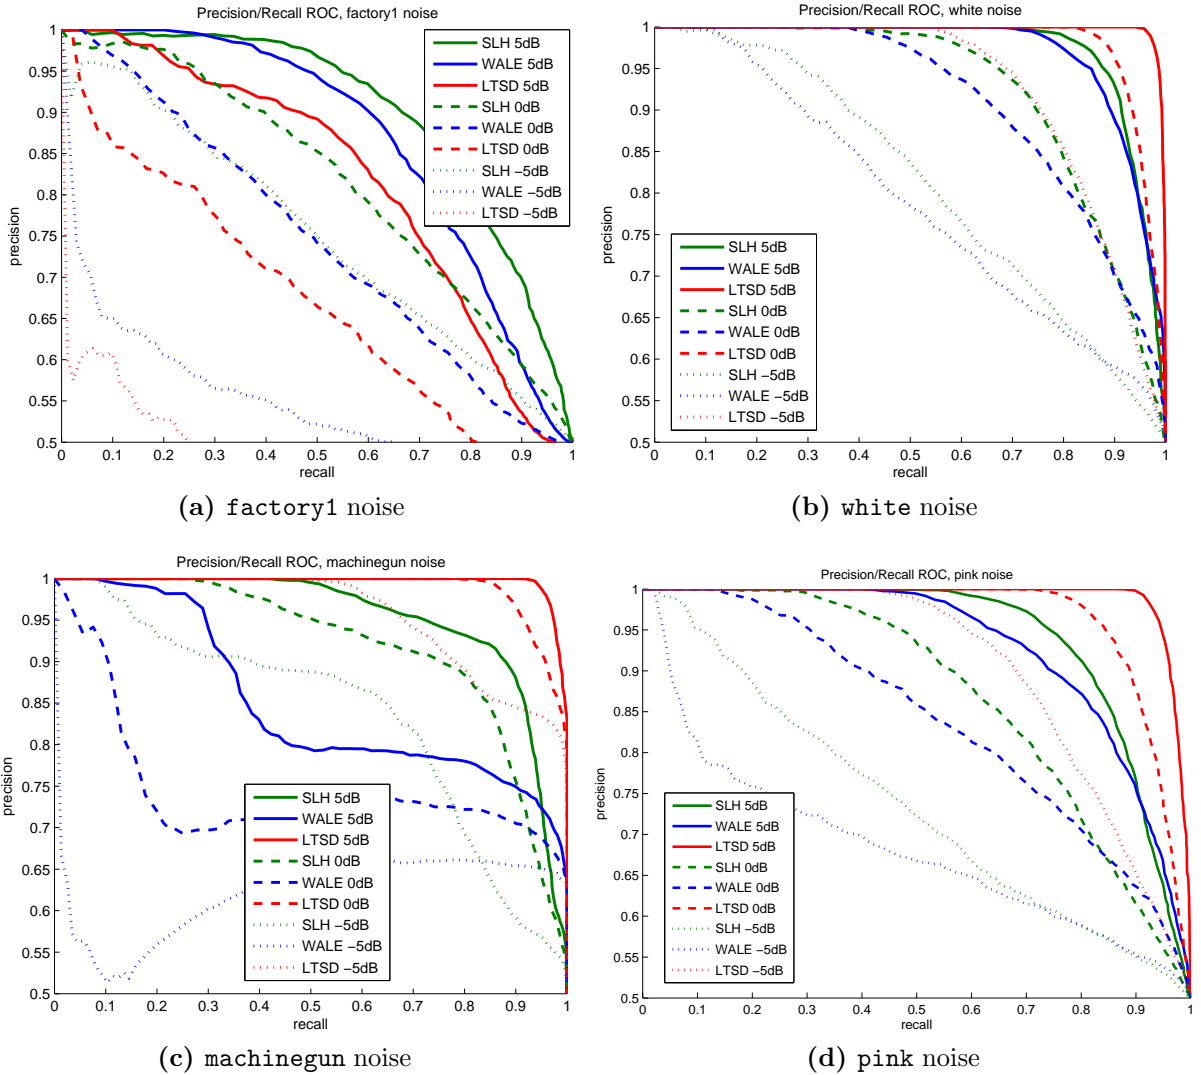 Precision/Recall ROC, factory1 noise
1
0.95
0.9
0.85
0.8
0.75
0.7
0.65
0.6
0.55
0.5
precision
SLH 5dB
WALE 5dB
LTSD 5dB
SLH 0dB
WALE 0dB
LTSD 0dB
SLH −5dB
WALE −5dB
LTSD −5dB
0 0.1 0.2 0.3 0.4 0.5 0.6 0.7 0.8 0.9 1
recall
(a) factory1 noise
Precision/Recall ROC, white noise
1
0.95
0.9
0.85
0.8
0.75
0.7
0.65
0.6
0.55
0.5
precision
SLH 5dB
WALE 5dB
LTSD 5dB
SLH 0dB
WALE 0dB
LTSD 0dB
SLH −5dB
WALE −5dB
LTSD −5dB
0 0.1 0.2 0.3 0.4 0.5 0.6 0.7 0.8 0.9 1
recall
(b) white noise
Precision/Recall ROC, machinegun noise
1
0.95
0.9
0.85
0.8
0.75
0.7
0.65
0.6
0.55
0.5
precision
SLH 5dB
WALE 5dB
LTSD 5dB
SLH 0dB
WALE 0dB
LTSD 0dB
SLH −5dB
WALE −5dB
LTSD −5dB
0 0.1 0.2 0.3 0.4 0.5 0.6 0.7 0.8 0.9 1
recall
(c) machinegun noise
Precision/Recall ROC, pink noise
1
0.95
0.9
0.85
0.8
0.75
0.7
0.65
0.6
0.55
0.5
precision
SLH 5dB
WALE 5dB
LTSD 5dB
SLH 0dB
WALE 0dB
LTSD 0dB
SLH −5dB
WALE −5dB
LTSD −5dB
0 0.1 0.2 0.3 0.4 0.5 0.6 0.7 0.8 0.9 1
recall
(d) pink noise